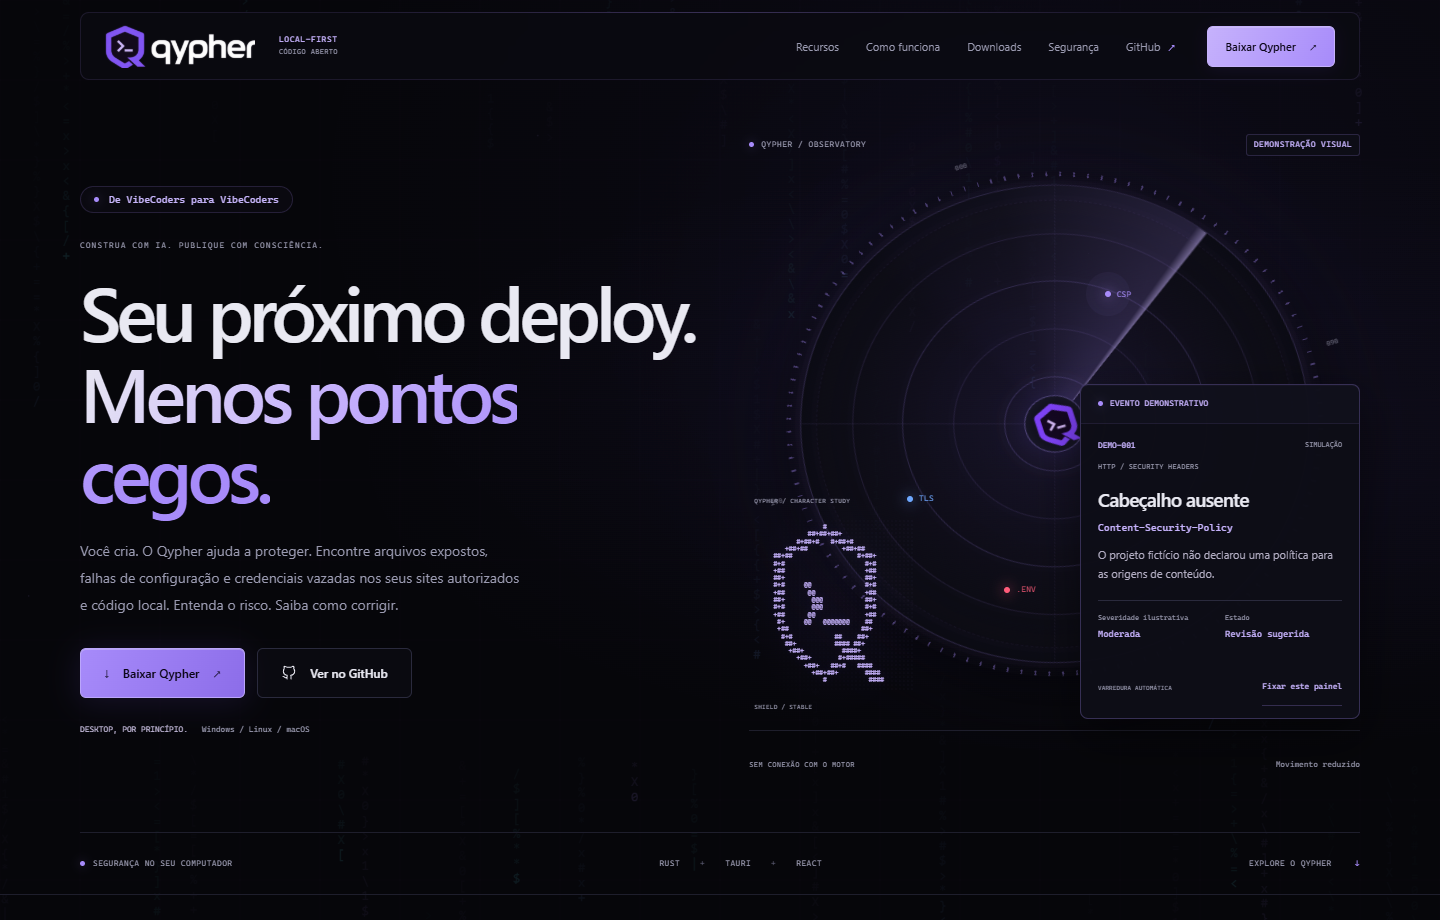 qypher
LOCAL-FIRST
CÓDIGO ABERTO
Recursos
Como funciona
Downloads
Segurança
GitHub ↗
Baixar Qypher ↗
De VibeCoders para VibeCoders
CONSTRUA COM IA. PUBLIQUE COM CONSCIÊNCIA.
Seu próximo deploy.
Menos pontos
cegos.
Você cria. O Qypher ajuda a proteger. Encontre arquivos expostos,
falhas de configuração e credenciais vazadas nos seus sites autorizados
e código local. Entenda o risco. Saiba como corrigir.
↓ Baixar Qypher ↗
Ver no GitHub
DESKTOP, POR PRINCÍPIO. Windows / Linux / macOS
QYPHER / OBSERVATORY
DEMONSTRAÇÃO VISUAL
000
090
CSP
TLS
.ENV
QYPHER / CHARACTER STUDY
SHIELD / STABLE
EVENTO DEMONSTRATIVO
DEMO-001
SIMULAÇÃO
HTTP / SECURITY HEADERS
Cabeçalho ausente
Content-Security-Policy
O projeto fictício não declarou uma política para
as origens de conteúdo.
Severidade ilustrativa
Estado
Moderada
Revisão sugerida
VARREDURA AUTOMÁTICA
Fixar este painel
SEM CONEXÃO COM O MOTOR
Movimento reduzido
SEGURANÇA NO SEU COMPUTADOR
RUST + TAURI + REACT
EXPLORE O QYPHER ↓